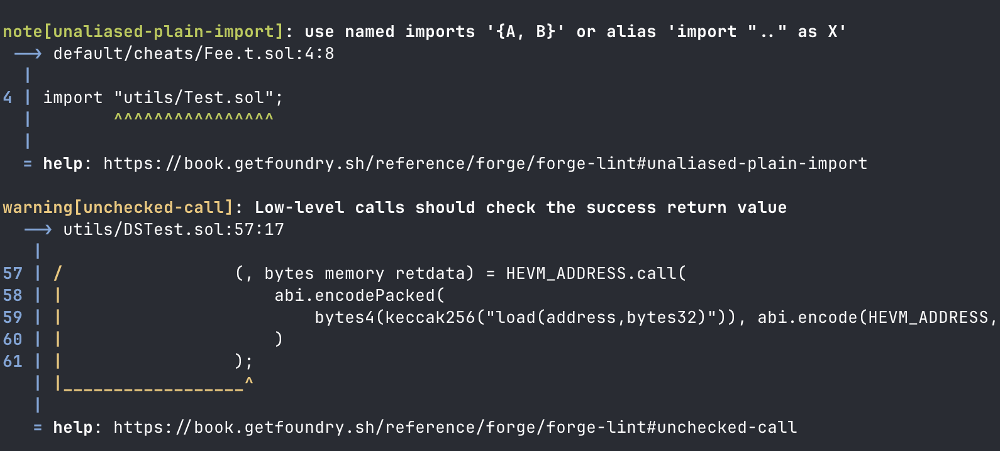 note[unaliased-plain-import]: use named imports '{A, B}' or alias 'import ".." as X'
 --> default/cheats/Fee.t.sol:4:8
  |
4 | import "utils/Test.sol";
  |        ^^^^^^^^^^^^^^^^
  |
  = help: https://book.getfoundry.sh/reference/forge/forge-lint#unaliased-plain-import

warning[unchecked-call]: Low-level calls should check the success return value
  --> utils/DSTest.sol:57:17
   |
57 | /                 (, bytes memory retdata) = HEVM_ADDRESS.call(
58 | |                     abi.encodePacked(
59 | |                         bytes4(keccak256("load(address,bytes32)")), abi.encode(HEVM_ADDRESS,
60 | |                     )
61 | |                 );
   | |__________________^
   |
   = help: https://book.getfoundry.sh/reference/forge/forge-lint#unchecked-call